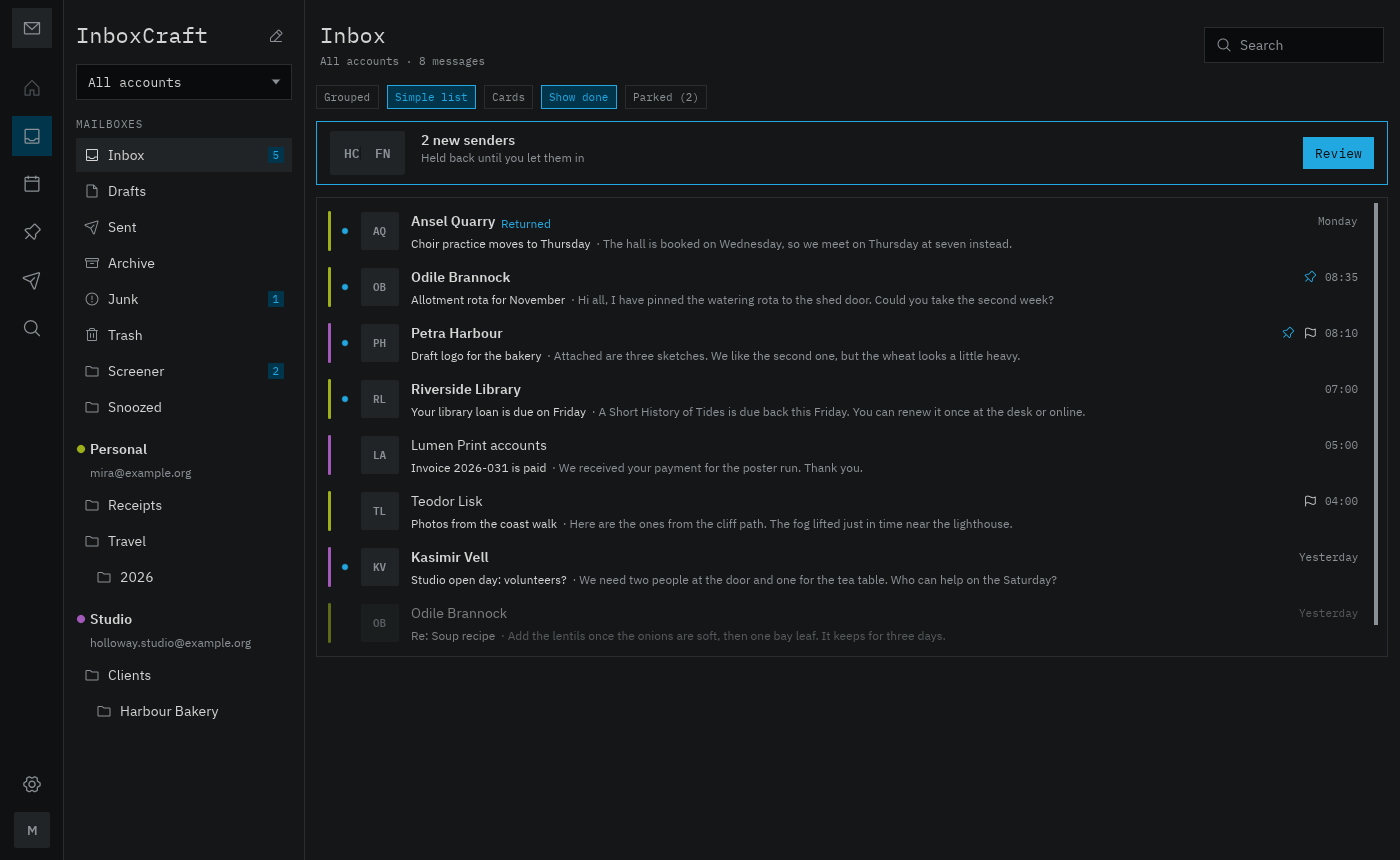 InboxCraft
All accounts
MAILBOXES
Inbox 5
Drafts
Sent
Archive
Junk 1
Trash
Screener 2
Snoozed
Personal
mira@example.org
Receipts
Travel
2026
Studio
holloway.studio@example.org
Clients
Harbour Bakery
M
Inbox
All accounts · 8 messages
Search
Grouped Simple list Cards Show done Parked (2)
HC FN 2 new senders
Held back until you let them in
Review
AQ Ansel Quarry Returned Monday
Choir practice moves to Thursday · The hall is booked on Wednesday, so we meet on Thursday at seven instead.
OB Odile Brannock 08:35
Allotment rota for November · Hi all, I have pinned the watering rota to the shed door. Could you take the second week?
PH Petra Harbour 08:10
Draft logo for the bakery · Attached are three sketches. We like the second one, but the wheat looks a little heavy.
RL Riverside Library 07:00
Your library loan is due on Friday · A Short History of Tides is due back this Friday. You can renew it once at the desk or online.
LA Lumen Print accounts 05:00
Invoice 2026-031 is paid · We received your payment for the poster run. Thank you.
TL Teodor Lisk 04:00
Photos from the coast walk · Here are the ones from the cliff path. The fog lifted just in time near the lighthouse.
KV Kasimir Vell Yesterday
Studio open day: volunteers? · We need two people at the door and one for the tea table. Who can help on the Saturday?
OB Odile Brannock Yesterday
Re: Soup recipe · Add the lentils once the onions are soft, then one bay leaf. It keeps for three days.